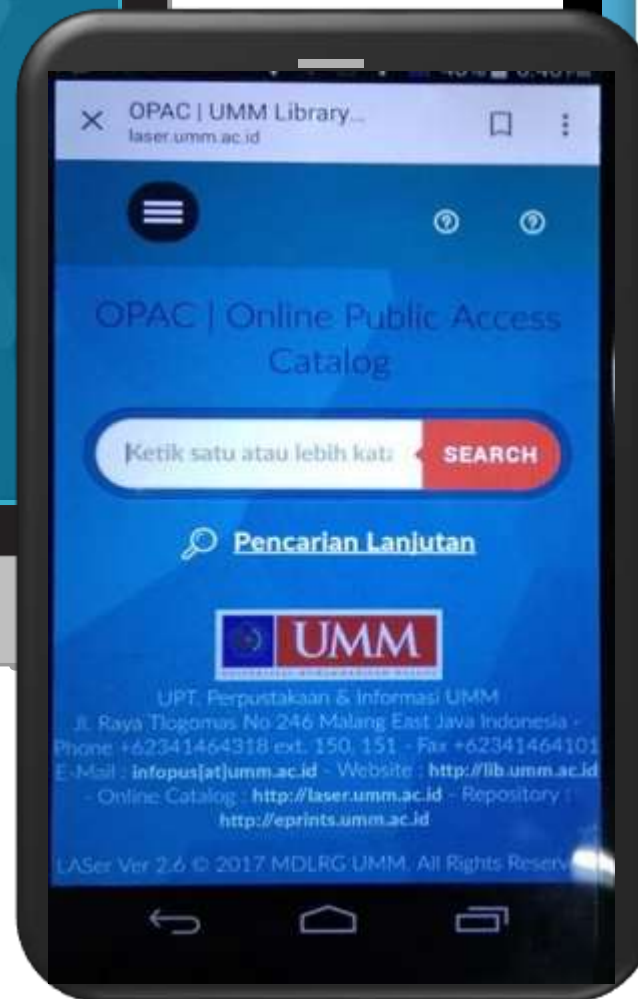 OPAC | UMM Library...
laser.umm.ac.id
OPAC | Online Public Access
Catalog
Ketik satu atau lebih kata
SEARCH
Pencarian Lanjutan
UMM
UPT. Perpustakaan & Informasi UMM
Jl. Raya Tlogomas No 246 Malang East Java Indonesia -
Phone +62341464318 ext. 150, 151 - Fax +62341464101
E-Mail : infopus[at]umm.ac.id - Website : http://lib.umm.ac.id
- Online Catalog : http://laser.umm.ac.id - Repository :
http://eprints.umm.ac.id
LASer Ver 2.6 © 2017 MDLRG UMM. All Rights Reserv